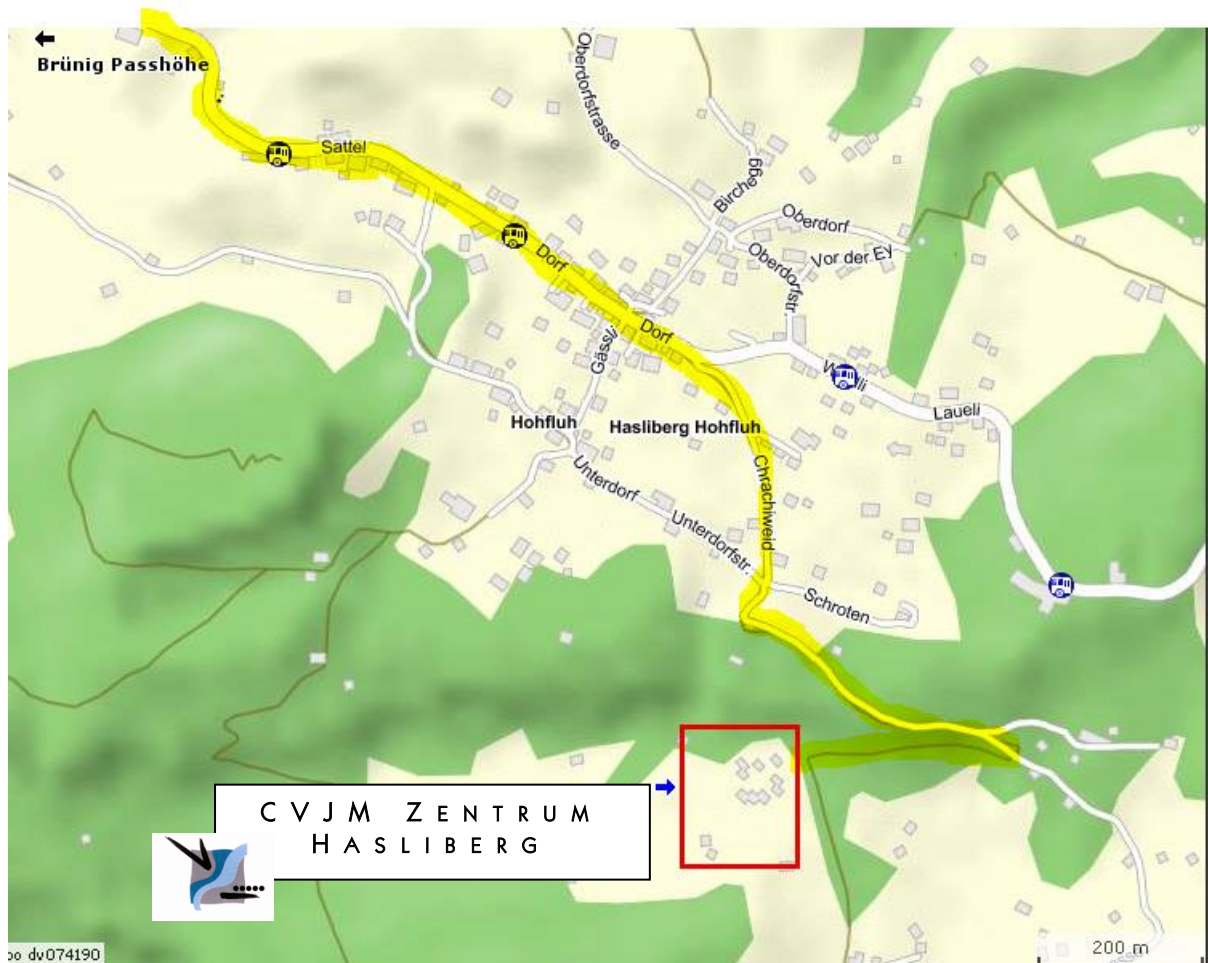 Brünig Passhöhe
Oberdorfstrasse
Sattel
Birchegg
Oberdorf
Oberdorfstr.
Vor der Ey
Dorf
Dorf
Gässli
Laueli
Hohfluh
Hasliberg Hohfluh
Chrachiweid
Unterdorf
Unterdorfstr.
Schroten
CVJM ZENTRUM
HASLIBERG
dv074190
200 m